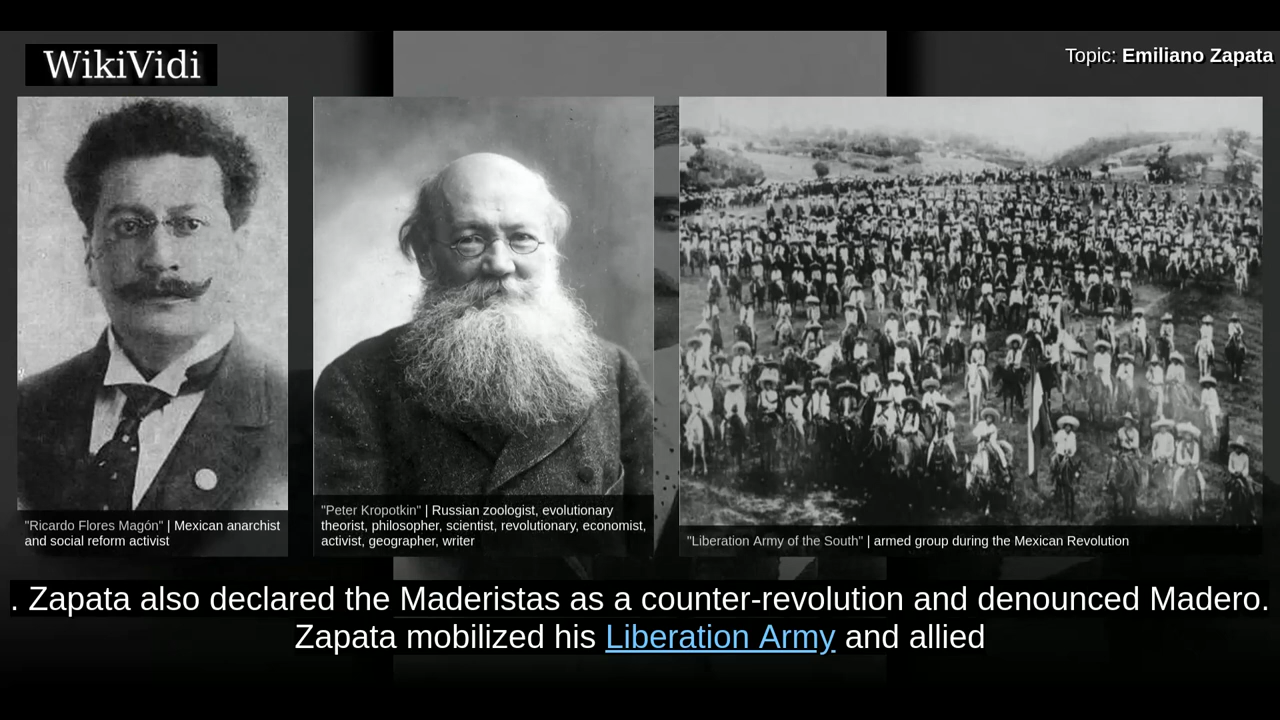 WikiVidi
Topic: Emiliano Zapata
"Ricardo Flores Magón" | Mexican anarchist
and social reform activist
"Peter Kropotkin" | Russian zoologist, evolutionary
theorist, philosopher, scientist, revolutionary, economist,
activist, geographer, writer
"Liberation Army of the South" | armed group during the Mexican Revolution
. Zapata also declared the Maderistas as a counter-revolution and denounced Madero.
Zapata mobilized his Liberation Army and allied